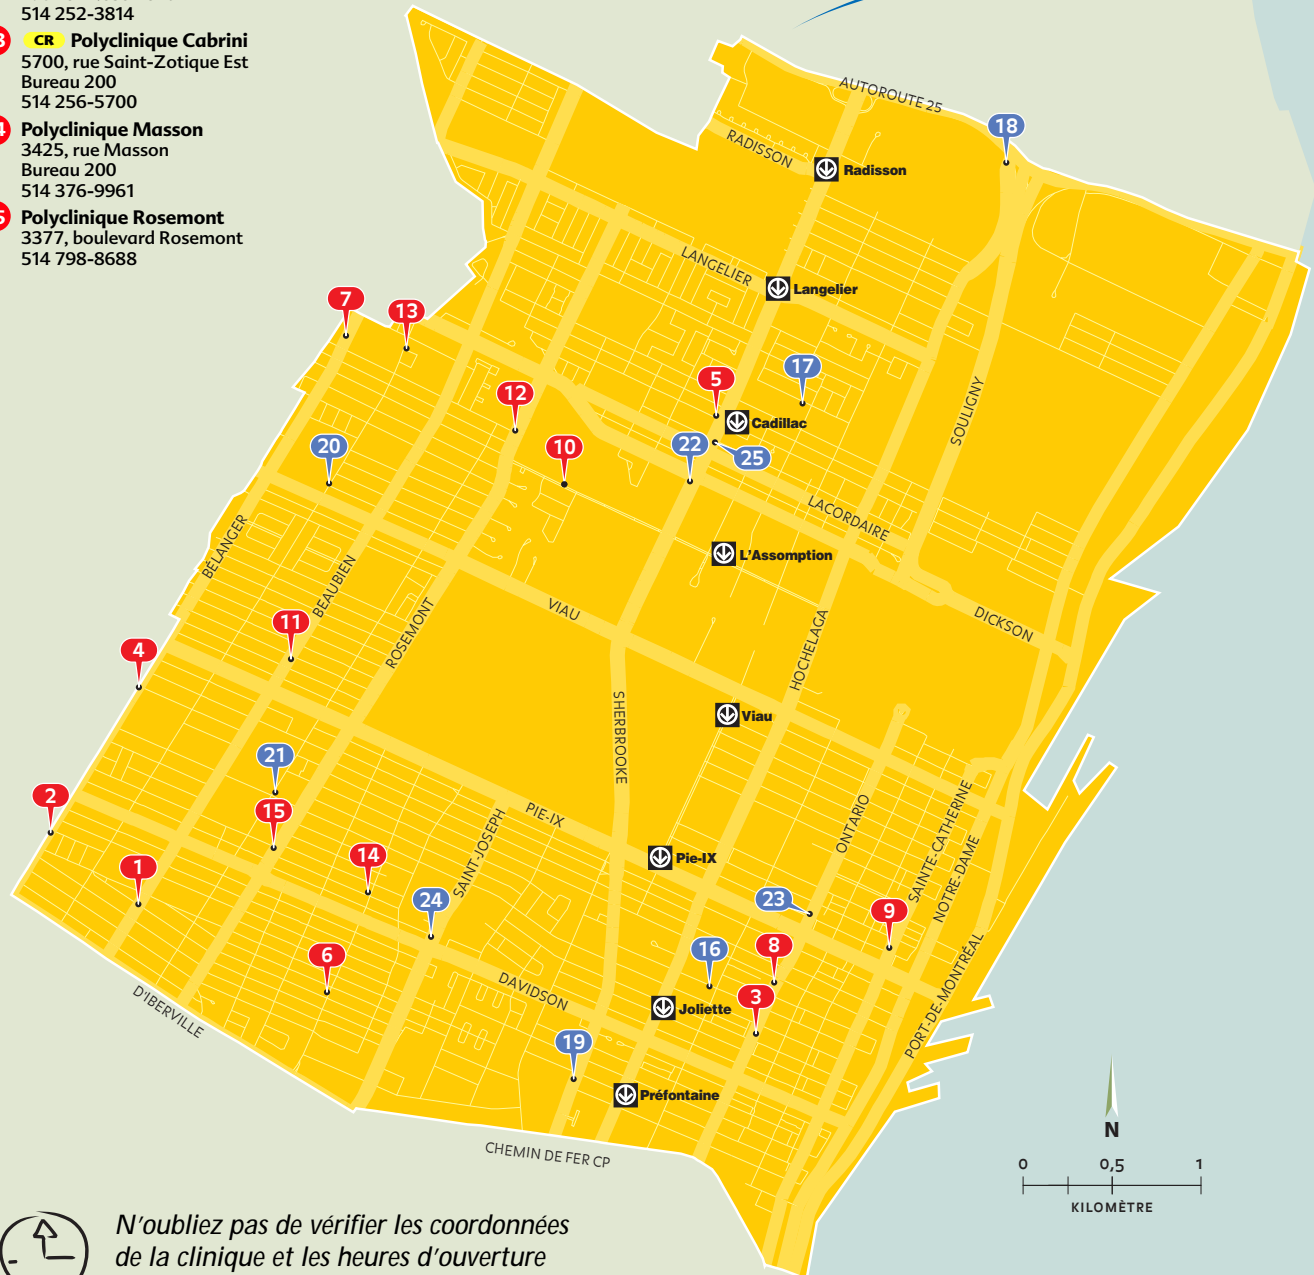 514 252-3814
3 CR Polyclinique Cabrini
5700, rue Saint-Zotique Est
Bureau 200
514 256-5700
4 Polyclinique Masson
3425, rue Masson
Bureau 200
514 376-9961
5 Polyclinique Rosemont
3377, boulevard Rosemont
514 798-8688
AUTOROUTE 25
18
RADISSON
Radisson
LANGELIER
Langelier
7
13
17
5
12
Cadillac
SOULIGNY
20
10
22
25
LACORDAIRE
BÉLANGER
L'Assomption
BEAUBIEN
VIAU
ROSEMONT
DICKSON
11
HOCHELAGA
4
SHERBROOKE
Viau
21
2
15
PIE-IX
ONTARIO
SAINTE-CATHERINE
1
14
SAINT-JOSEPH
Pie-IX
NOTRE-DAME
24
23
9
6
16
8
DAVIDSON
PORT-DE-MONTRÉAL
3
D'IBERVILLE
Joliette
19
Préfontaine
CHEMIN DE FER CP
N
0 0,5 1
KILOMÈTRE
N'oubliez pas de vérifier les coordonnées
de la clinique et les heures d'ouverture